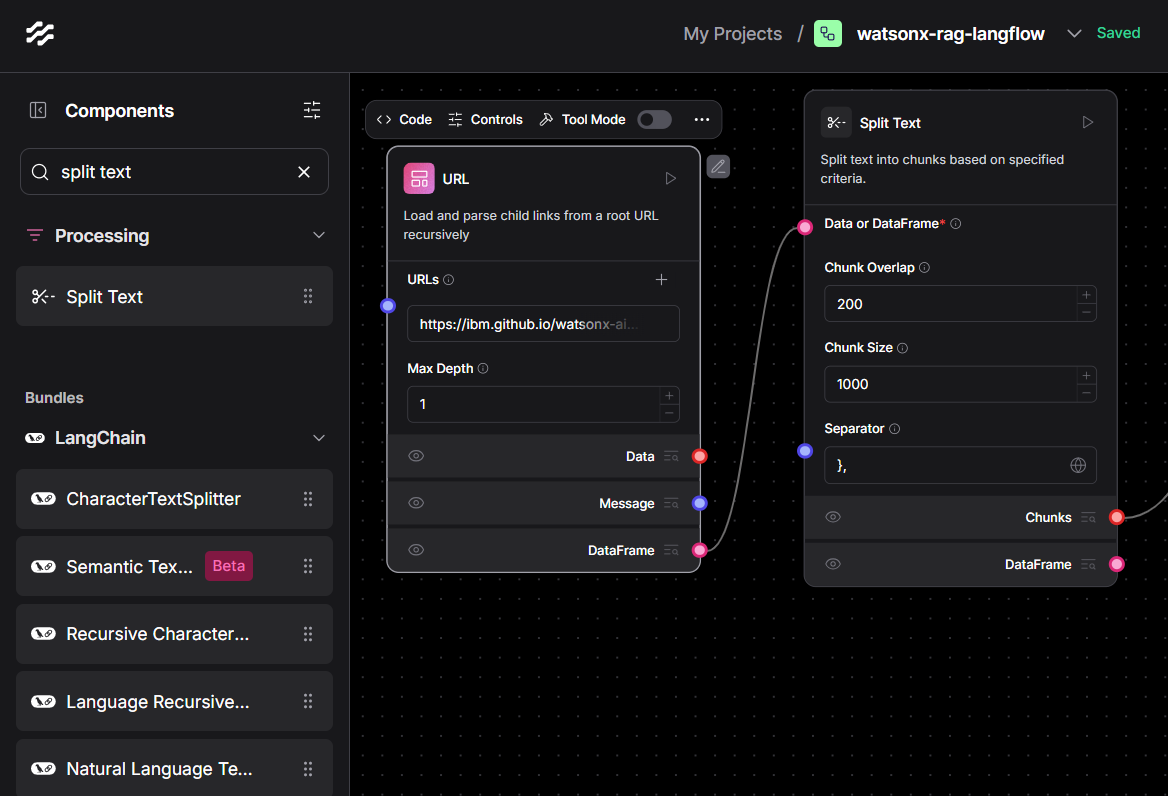 My Projects / watsonx-rag-langflow Saved
Components
split text
Processing
Split Text
Bundles
LangChain
CharacterTextSplitter
Semantic Tex... Beta
Recursive Character...
Language Recursive...
Natural Language Te...
Code Controls Tool Mode
URL
Load and parse child links from a root URL
recursively
URLs
https://ibm.github.io/watsonx-ai...
Max Depth
1
Data
Message
DataFrame
Split Text
Split text into chunks based on specified
criteria.
Data or DataFrame*
Chunk Overlap
200
Chunk Size
1000
Separator
},
Chunks
DataFrame